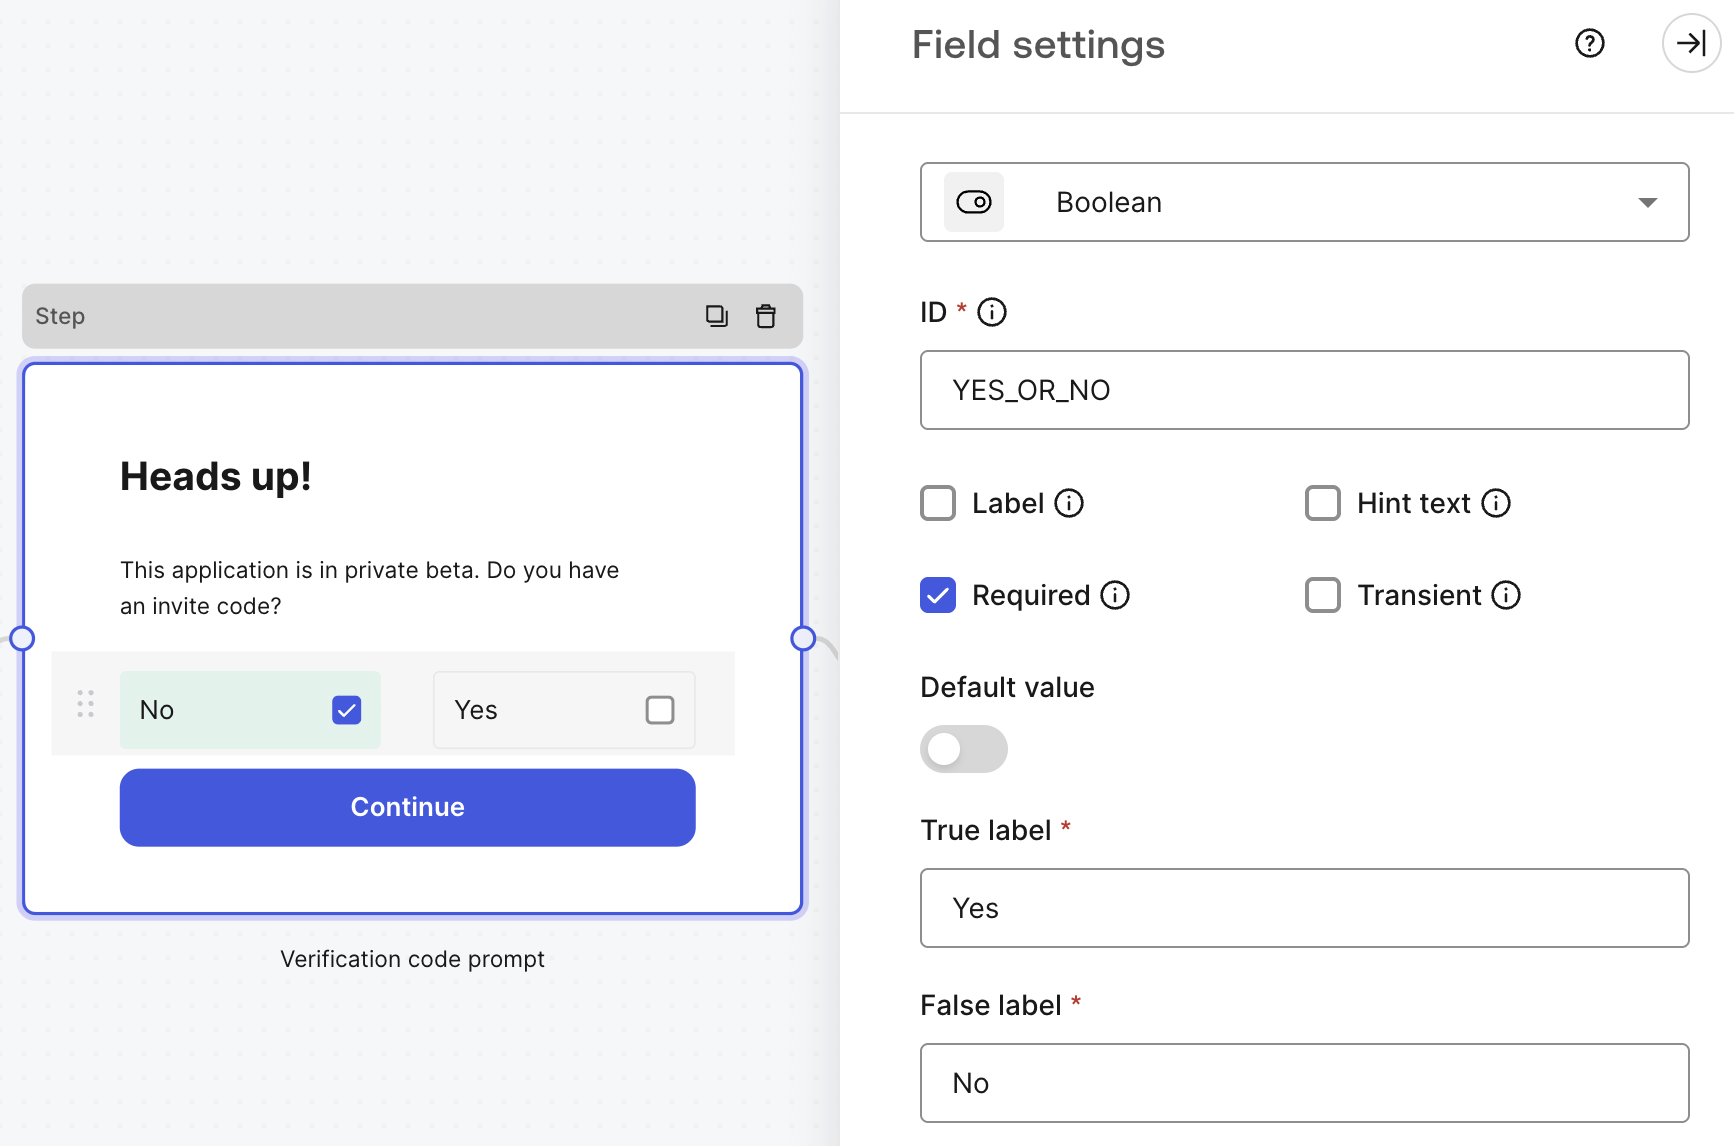 Step
Heads up!
This application is in private beta. Do you have
an invite code?
No
Yes
Continue
Verification code prompt
Field settings
Boolean
ID *
YES_OR_NO
Label
Hint text
Required
Transient
Default value
True label *
Yes
False label *
No